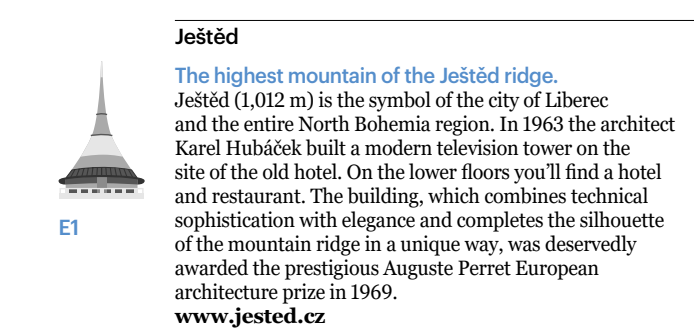 Ještěd
The highest mountain of the Ještěd ridge.
Ještěd (1,012 m) is the symbol of the city of Liberec
and the entire North Bohemia region. In 1963 the architect
Karel Hubáček built a modern television tower on the
site of the old hotel. On the lower floors you’ll find a hotel
and restaurant. The building, which combines technical
sophistication with elegance and completes the silhouette
of the mountain ridge in a unique way, was deservedly
awarded the prestigious Auguste Perret European
architecture prize in 1969.
www.jested.cz
E1